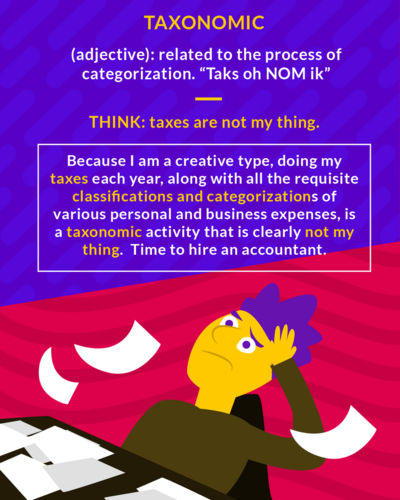 TAXONOMIC
(adjective): related to the process of
categorization. “Taks oh NOM ik”
THINK: taxes are not my thing.
Because I am a creative type, doing my
taxes each year, along with all the requisite
classifications and categorizations of
various personal and business expenses, is
a taxonomic activity that is clearly not my
thing.  Time to hire an accountant.